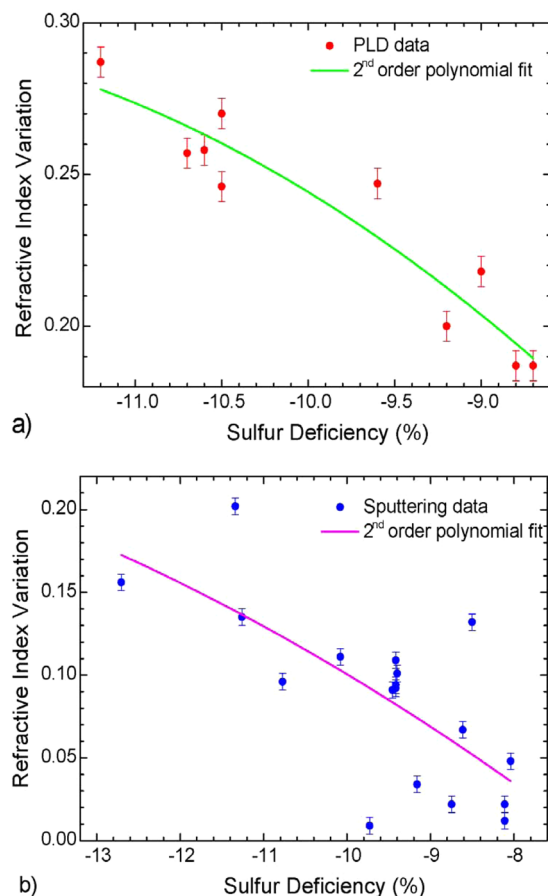 0.30
PLD data
2nd order polynomial fit
Refractive Index Variation
0.25
0.20
-11.0 -10.5 -10.0 -9.5 -9.0
a)
Sulfur Deficiency (%)
0.20
Sputtering data
2nd order polynomial fit
Refractive Index Variation
0.15
0.10
0.05
0.00
-13 -12 -11 -10 -9 -8
b)
Sulfur Deficiency (%)